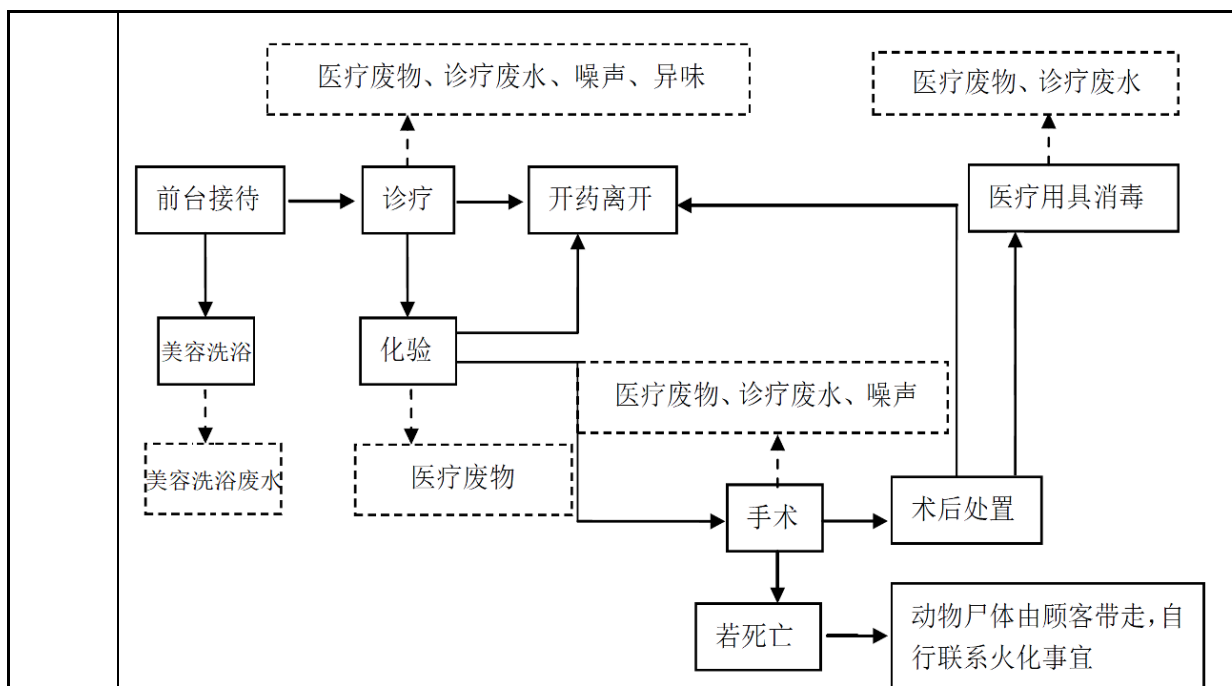 医疗废物、诊疗废水、噪声、异味
医疗废物、诊疗废水
前台接待
诊疗
开药离开
医疗用具消毒
美容洗浴
化验
医疗废物、诊疗废水、噪声
美容洗浴废水
医疗废物
手术
术后处置
若死亡
动物尸体由顾客带走，自
行联系火化事宜